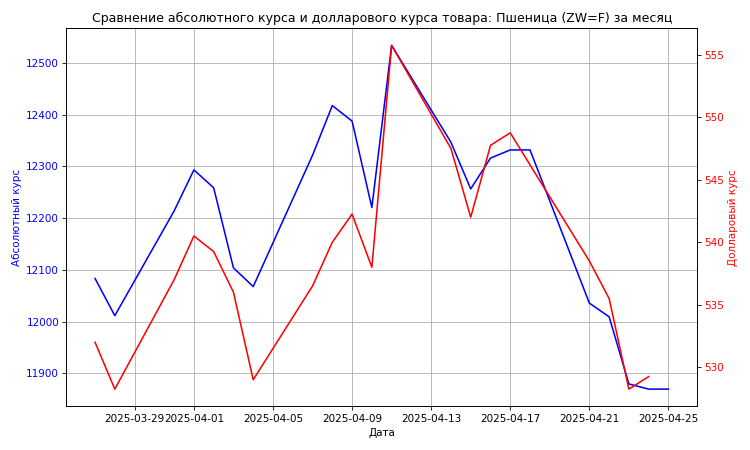 Сравнение абсолютного курса и долларового курса товара: Пшеница (ZW=F) за месяц
Абсолютный курс
12500
12400
12300
12200
12100
12000
11900
555
550
545
540
535
530
Долларовый курс
2025-03-29 2025-04-01 2025-04-05 2025-04-09 2025-04-13 2025-04-17 2025-04-21 2025-04-25
Дата